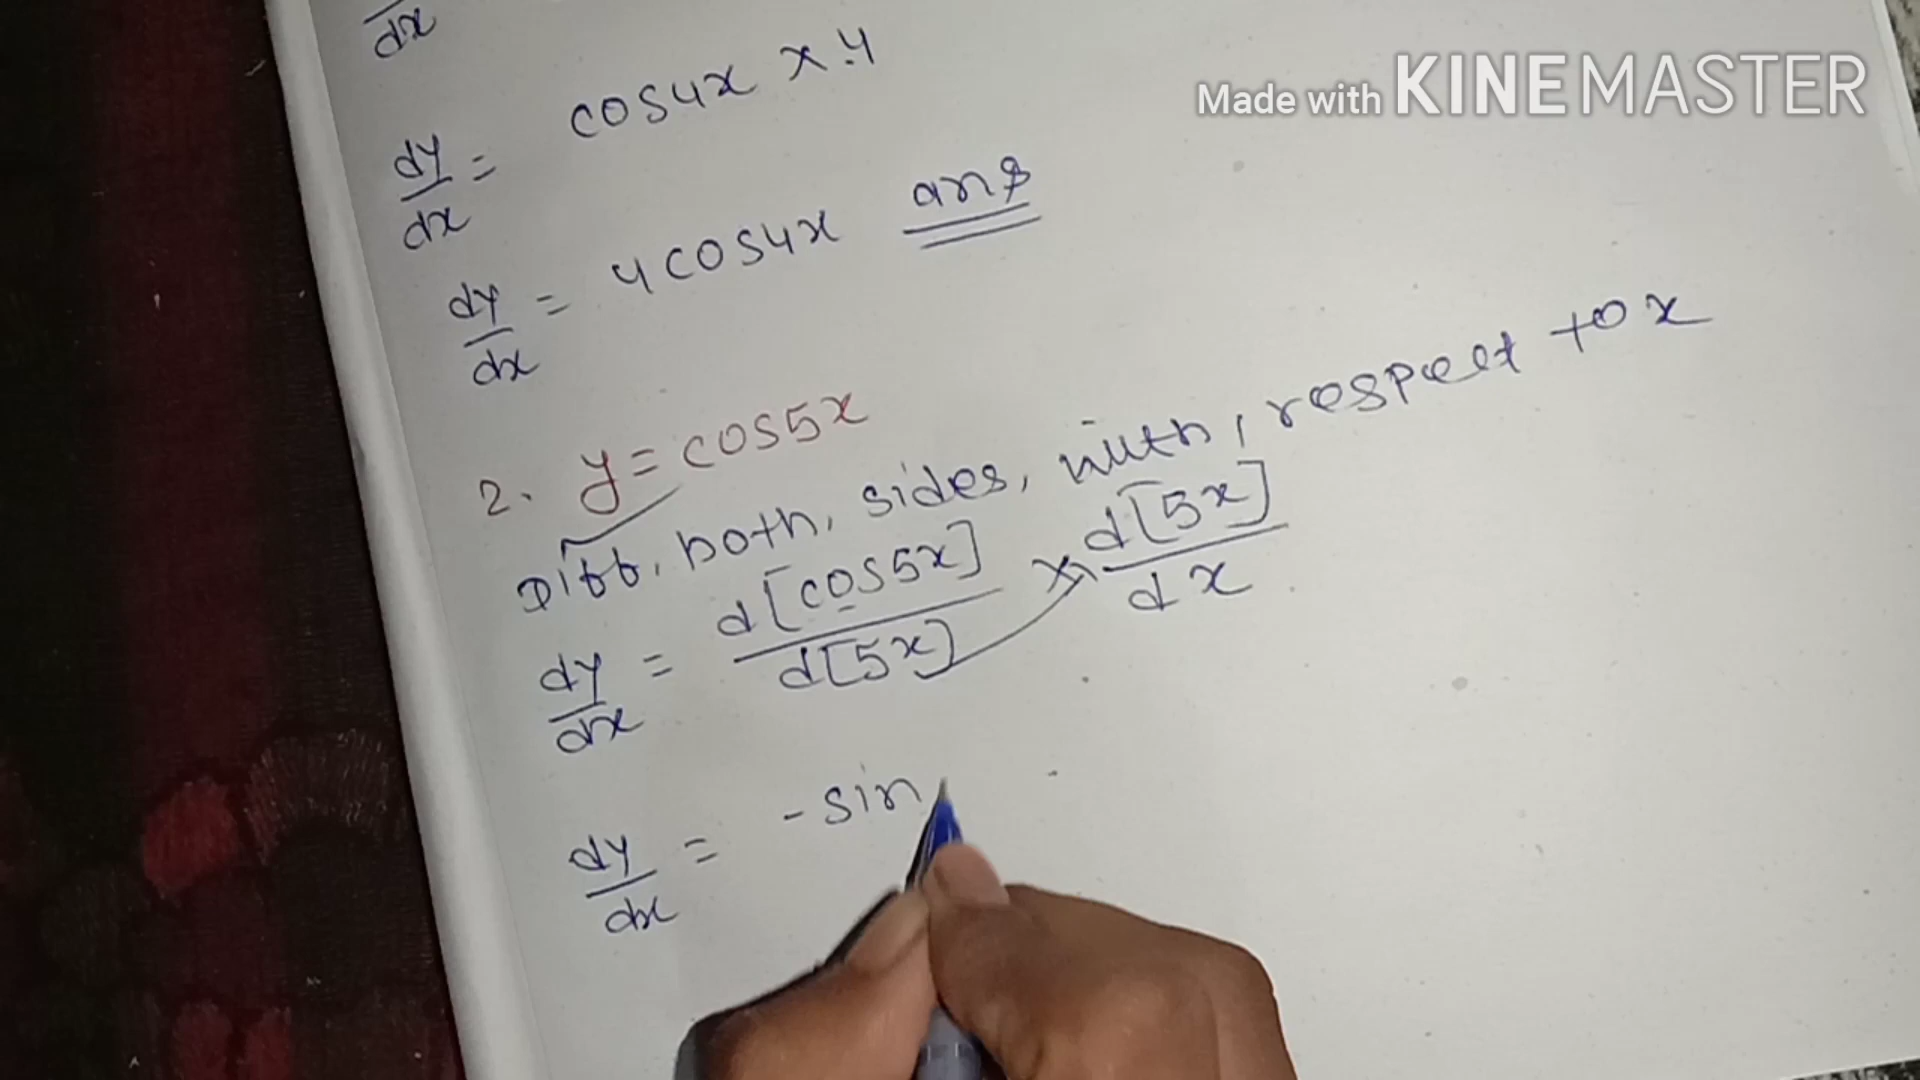 dx
Made with KINEMASTER
dy/dx = cos4x x.4
dy/dx = 4cos4x ans
2. y = cos5x
Diff, both, sides, with, respect to x
dy/dx = d[cos5x]/d[5x] x d[5x]/dx
dy/dx = -sin